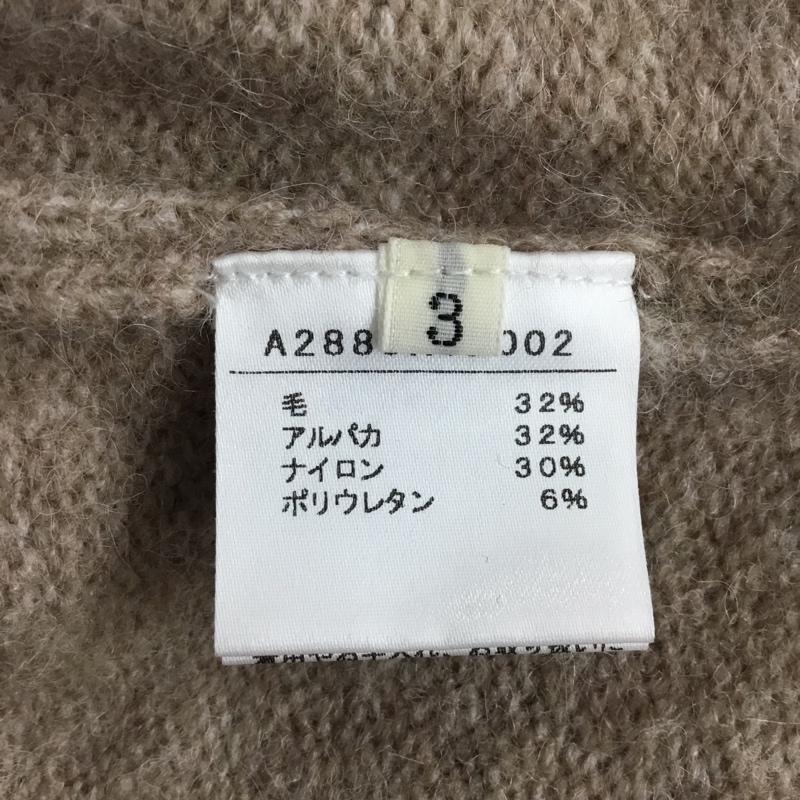 3
002
毛 32%
アルパカ 32%
ナイロン 30%
ポリウレタン 6%